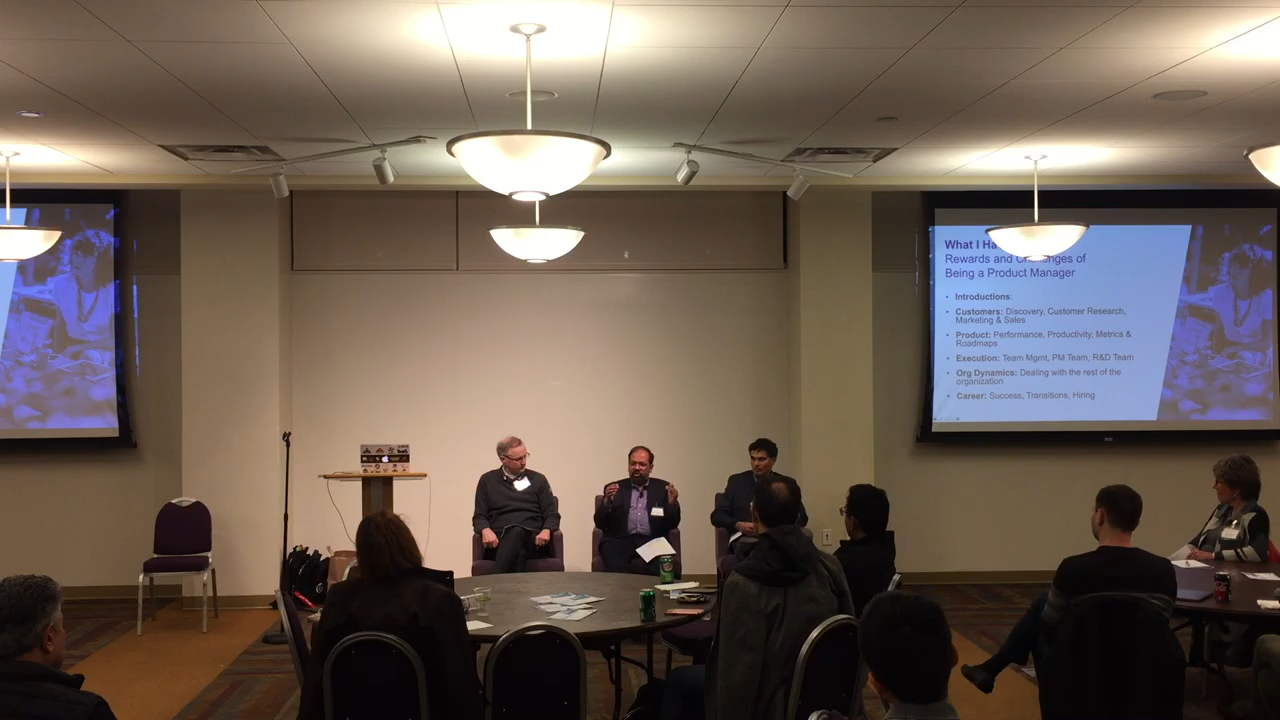 What I Ha
Rewards and Challenges of
Being a Product Manager
• Introductions:
• Customers: Discovery, Customer Research,
Marketing & Sales
• Product: Performance, Productivity, Metrics &
Roadmaps
• Execution: Team Mgmt, PM Team, R&D Team
• Org Dynamics: Dealing with the rest of the
organization
• Career: Success, Transitions, Hiring